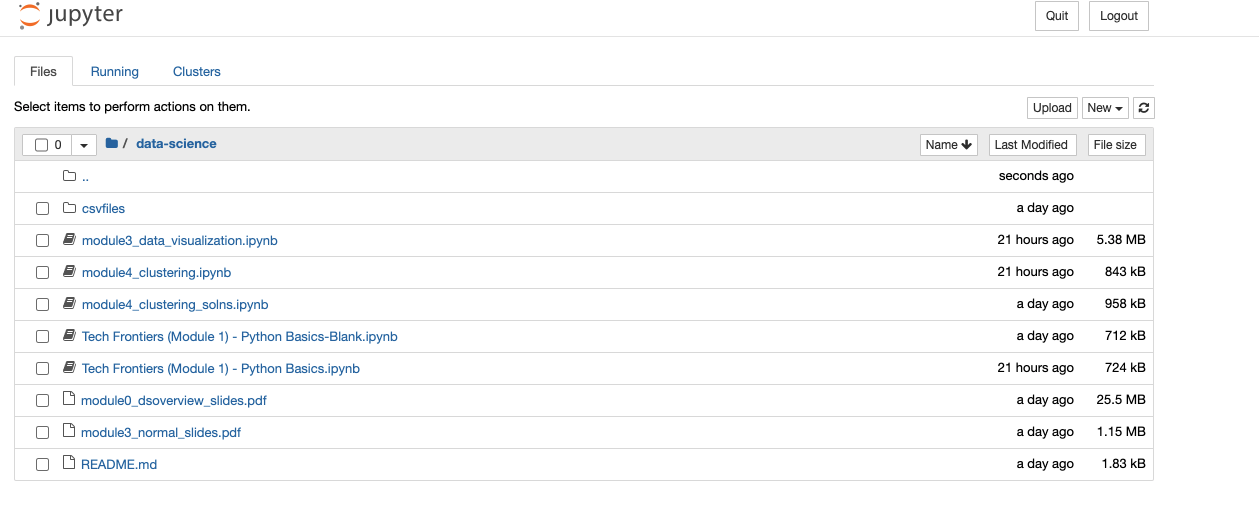 jupyter Quit Logout
Files Running Clusters
Select items to perform actions on them. Upload New
0 / data-science Name Last Modified File size
.. seconds ago
csvfiles a day ago
module3_data_visualization.ipynb 21 hours ago 5.38 MB
module4_clustering.ipynb 21 hours ago 843 kB
module4_clustering_solns.ipynb a day ago 958 kB
Tech Frontiers (Module 1) - Python Basics-Blank.ipynb a day ago 712 kB
Tech Frontiers (Module 1) - Python Basics.ipynb 21 hours ago 724 kB
module0_dsoverview_slides.pdf a day ago 25.5 MB
module3_normal_slides.pdf a day ago 1.15 MB
README.md a day ago 1.83 kB